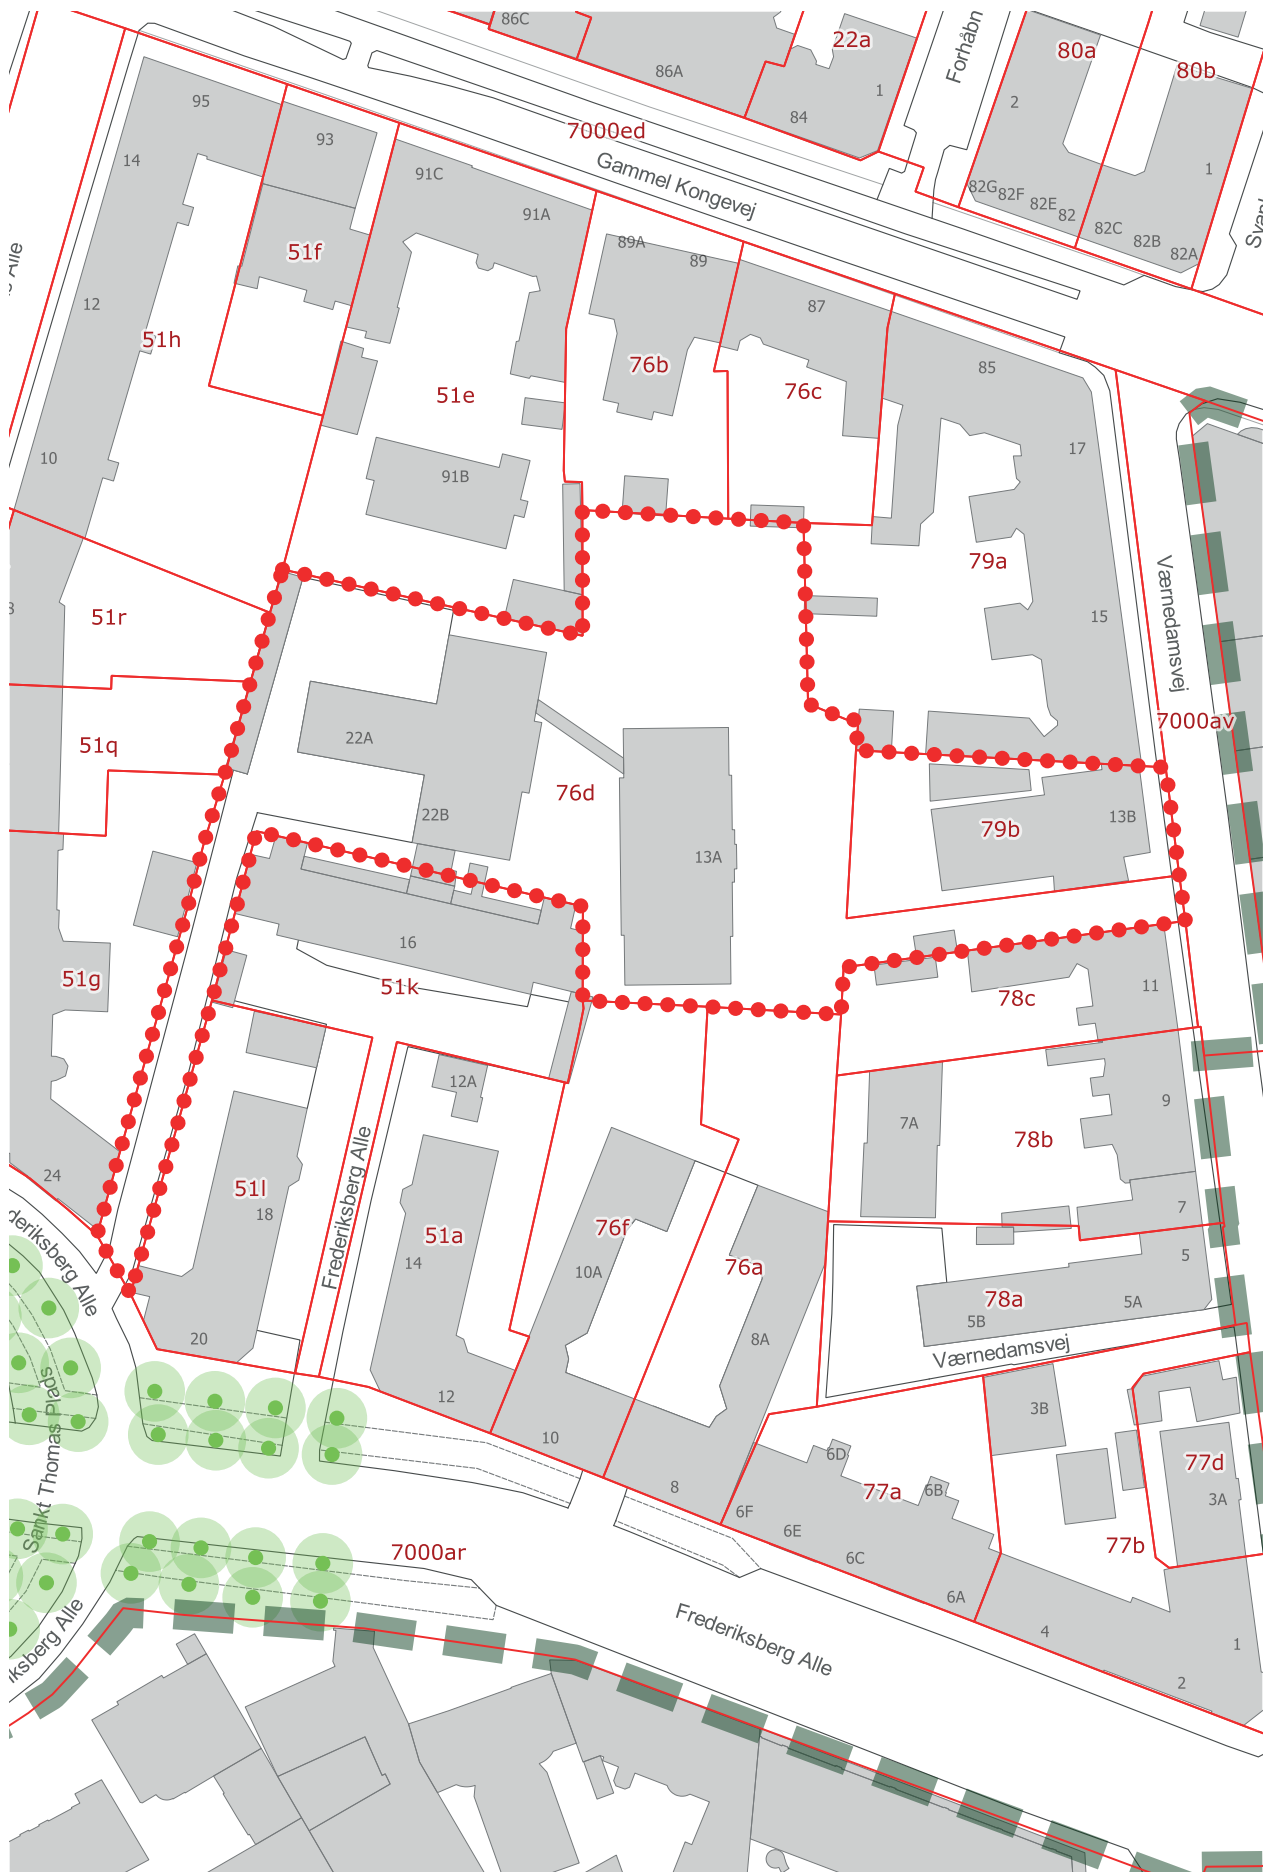 86C
86A
22a
84
1
Forhåbn
80a
80b
2
1
82G
82F
82E
82
82C
82B
82A
7000ed
Gammel Kongevej
95
93
14
91C
91A
51f
12
51h
89A
89
87
76b
76c
51e
85
10
91B
17
79a
51r
15
Værnedamsvej
7000av
51q
22A
76d
22B
79b
13B
13A
16
51k
51g
78c
11
12A
7A
78b
9
24
51l
18
Frederiksberg Alle
51a
14
76f
10A
76a
7
5
78a
5B
5A
8A
Værnedamsvej
20
12
10
8
3B
6D
77a
6B
77d
3A
6F
6E
6C
6A
77b
Sankt Thomas Plads
7000ar
Frederiksberg Alle
4
2
1